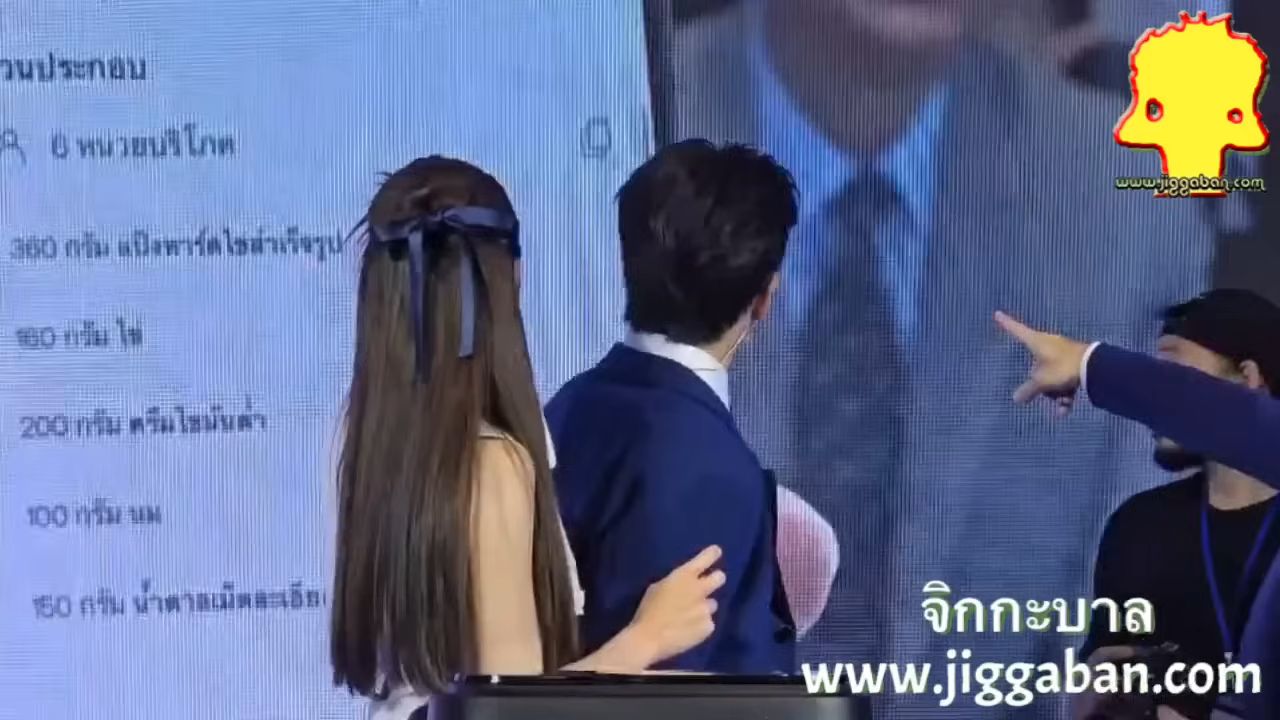 วนประกอบ
6 หน่วยบริโภค
360 กรัม แป้งทาร์ตไข่สำเร็จรูป
160 กรัม ไข่
200 กรัม ครีมไขมันต่ำ
100 กรัม นม
150 กรัม น้ำตาลเม็ดละเอีย
www.jiggaban.com
จิกกะบาล
www.jiggaban.com